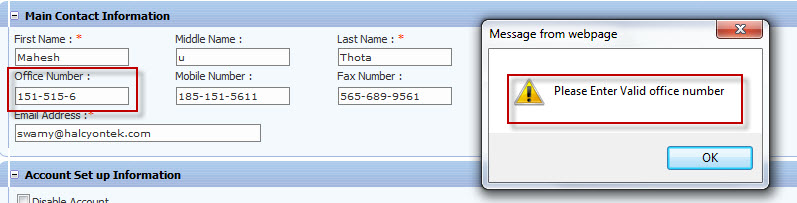 Main Contact Information
First Name : *
Middle Name :
Last Name : *
Mahesh
u
Thota
Office Number :
Mobile Number :
Fax Number :
151-515-6
185-151-5611
565-689-9561
Email Address : *
swamy@halcyontek.com
Account Set up Information
Disable Account
Message from webpage
Please Enter Valid office number
OK